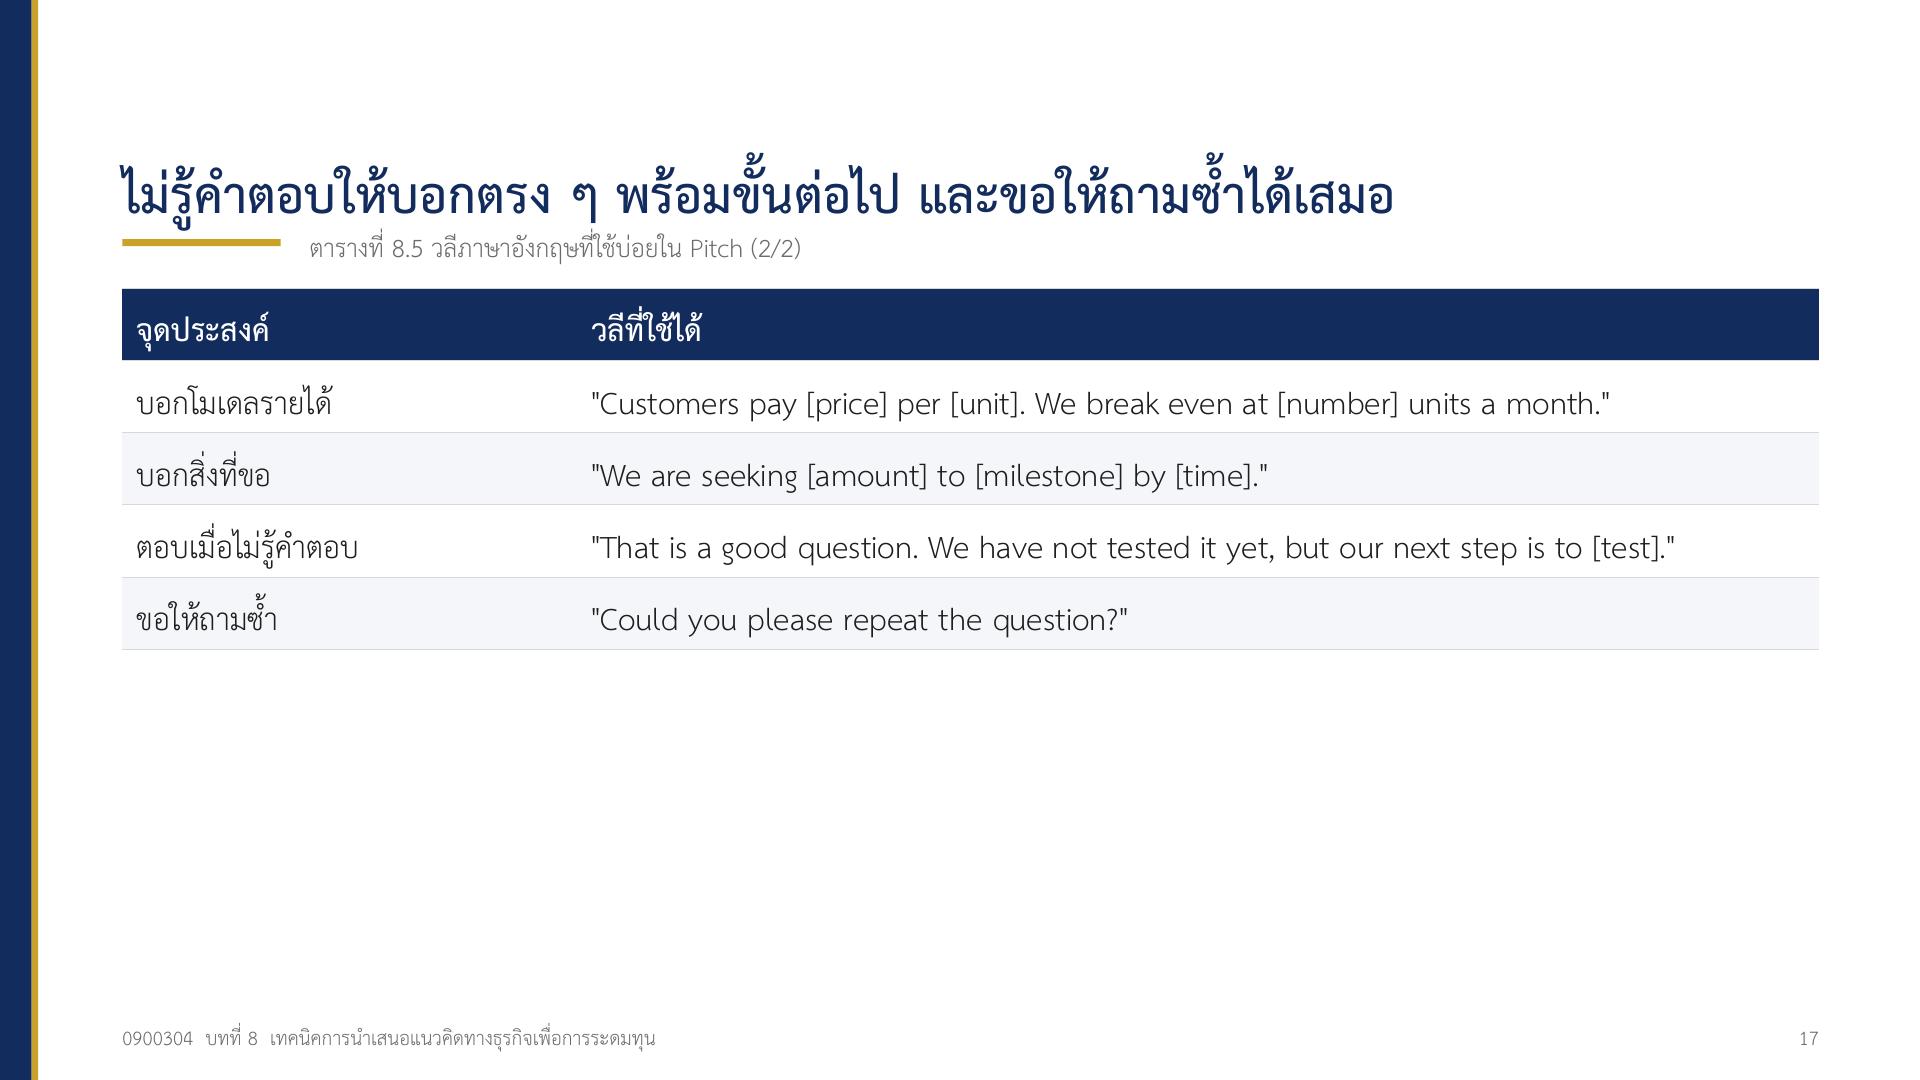 ไม่รู้คำตอบให้บอกตรง ๆ พร้อมขั้นต่อไป และขอให้ถามซ้ำได้เสมอ
ตารางที่ 8.5 วลีภาษาอังกฤษที่ใช้บ่อยใน Pitch (2/2)
จุดประสงค์ วลีที่ใช้ได้
บอกโมเดลรายได้ "Customers pay [price] per [unit]. We break even at [number] units a month."
บอกสิ่งที่ขอ "We are seeking [amount] to [milestone] by [time]."
ตอบเมื่อไม่รู้คำตอบ "That is a good question. We have not tested it yet, but our next step is to [test]."
ขอให้ถามซ้ำ "Could you please repeat the question?"
0900304 บทที่ 8 เทคนิคการนำเสนอแนวคิดทางธุรกิจเพื่อการระดมทุน 17